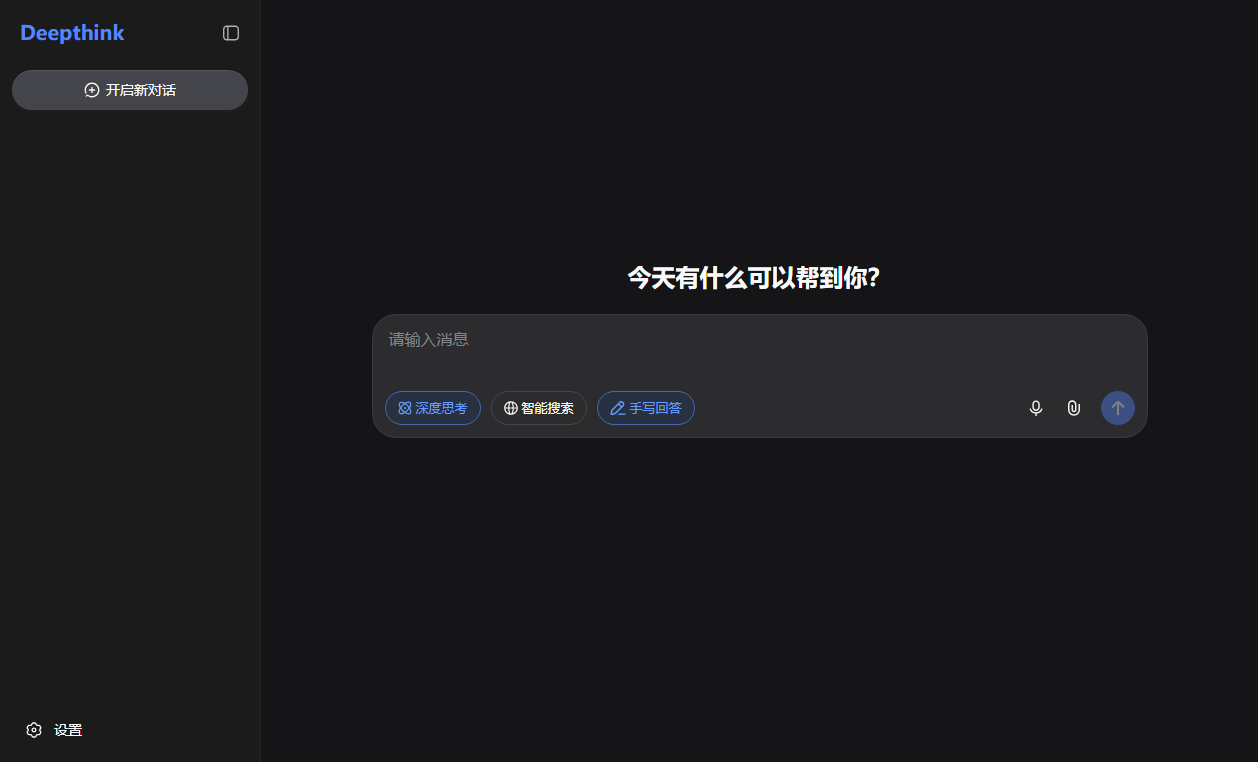 Deepthink
开启新对话
今天有什么可以帮到你?
请输入消息
深度思考
智能搜索
手写回答
设置